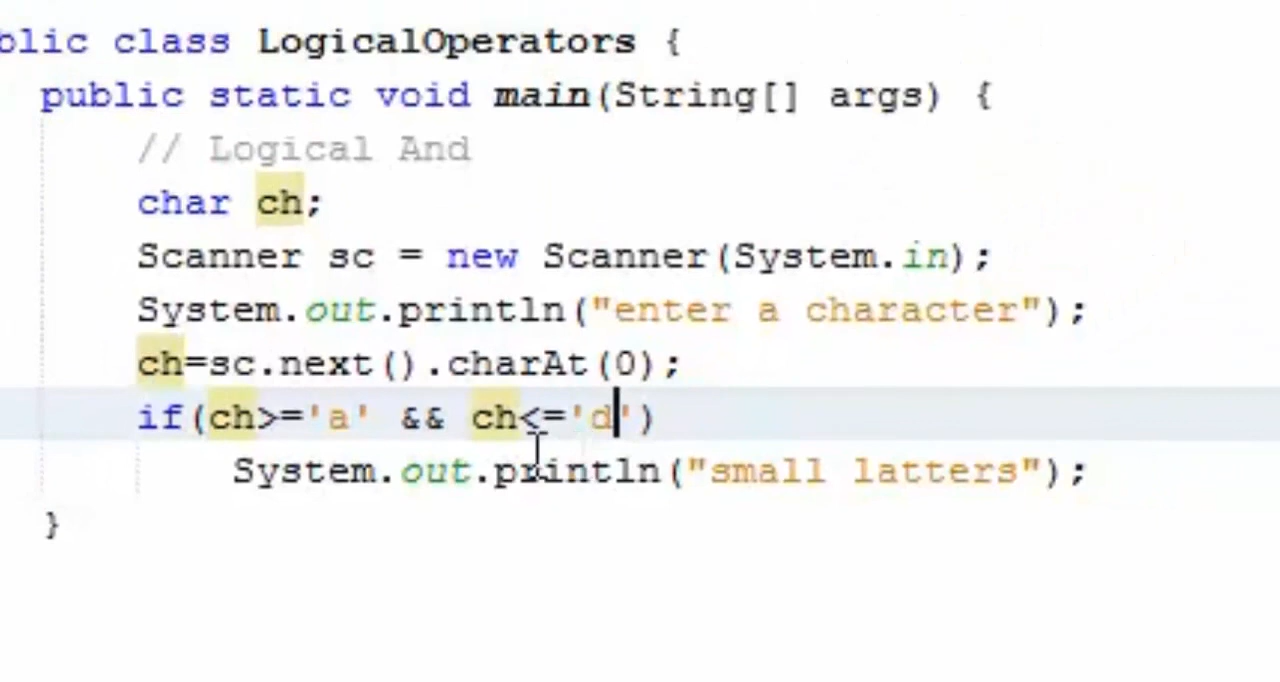 blic class LogicalOperators {
public static void main(String[] args) {
// Logical And
char ch;
Scanner sc = new Scanner(System.in);
System.out.println("enter a character");
ch=sc.next().charAt(0);
if(ch>='a' && ch<='d')
System.out.println("small latters");
}